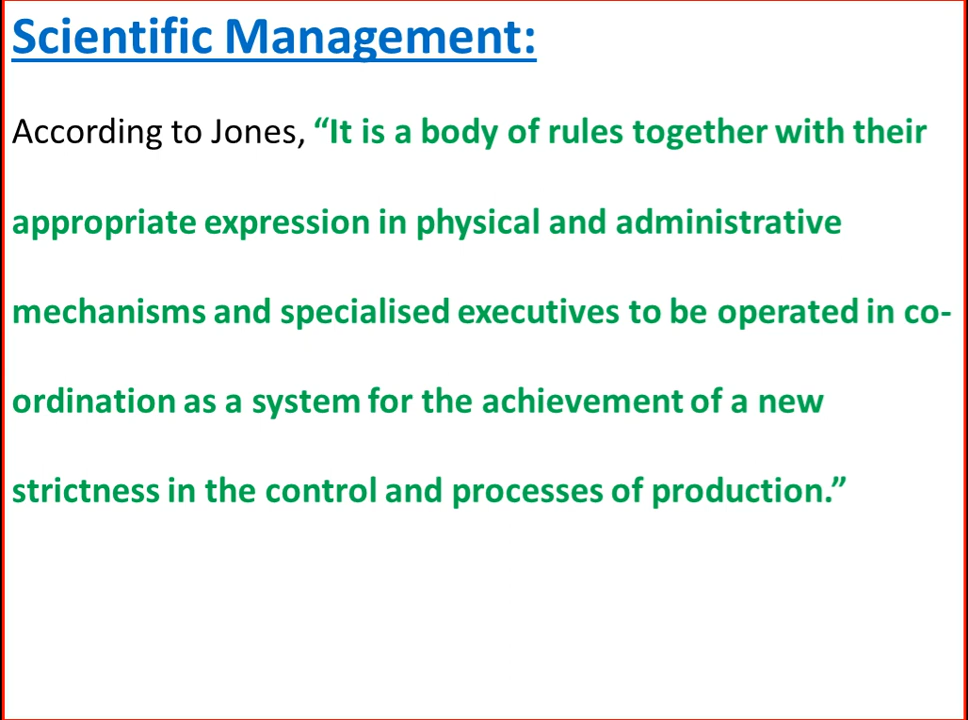 Scientific Management:
According to Jones, “It is a body of rules together with their
appropriate expression in physical and administrative
mechanisms and specialised executives to be operated in co-
ordination as a system for the achievement of a new
strictness in the control and processes of production.”